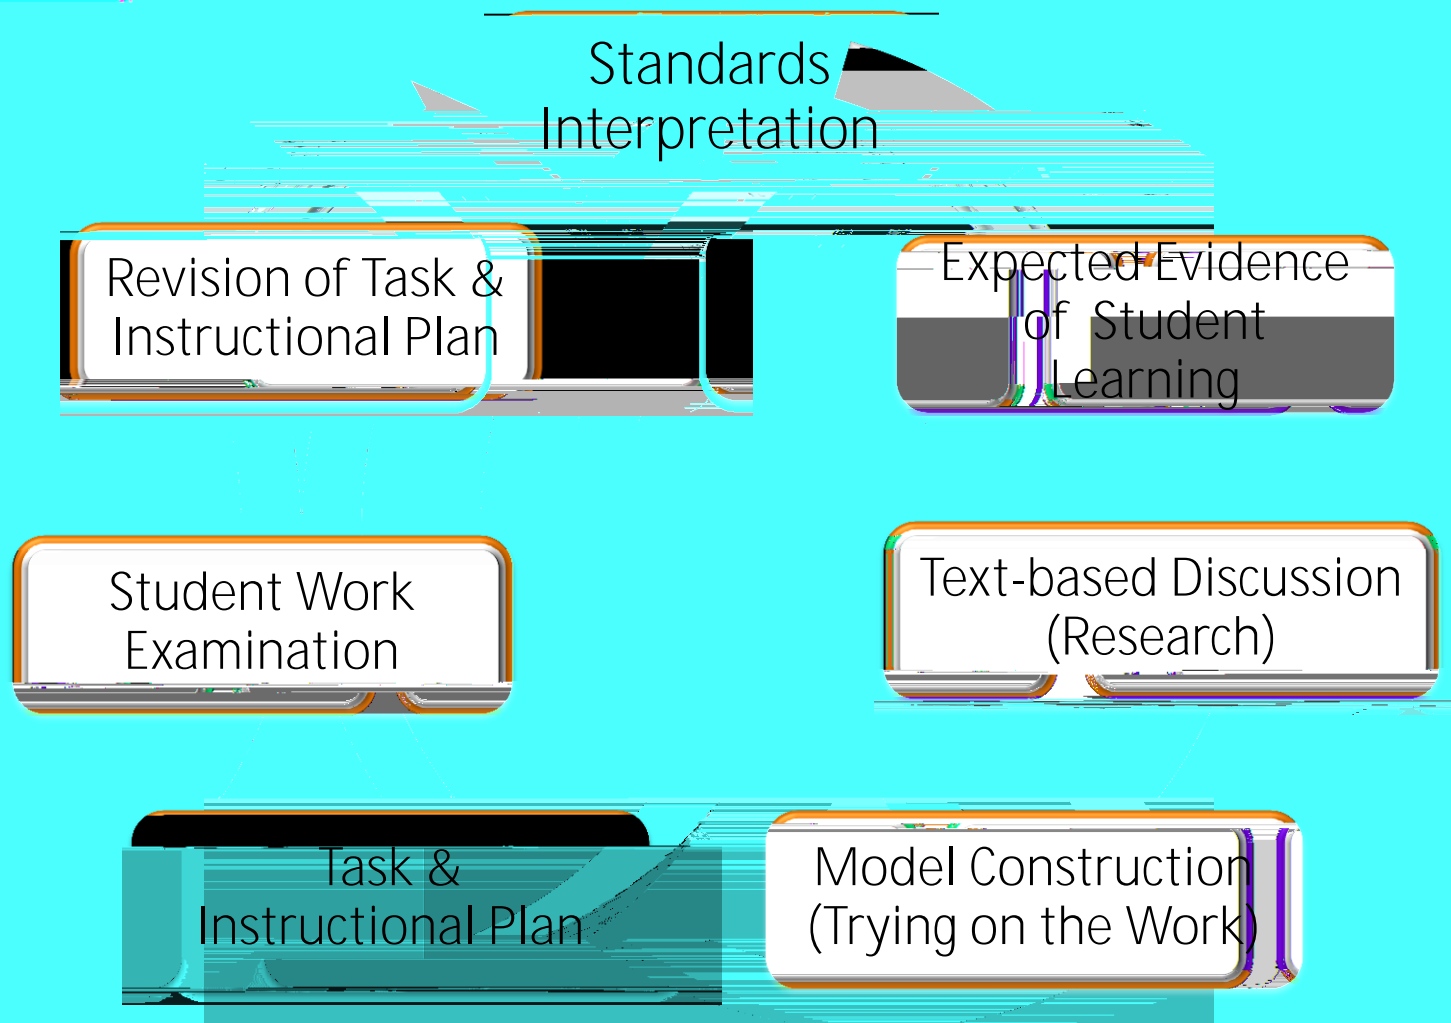 Standards
Interpretation
Revision of Task &
Instructional Plan
Expected Evidence
of Student
Learning
Student Work
Examination
Text-based Discussion
(Research)
Task &
Instructional Plan
Model Construction
(Trying on the Work)